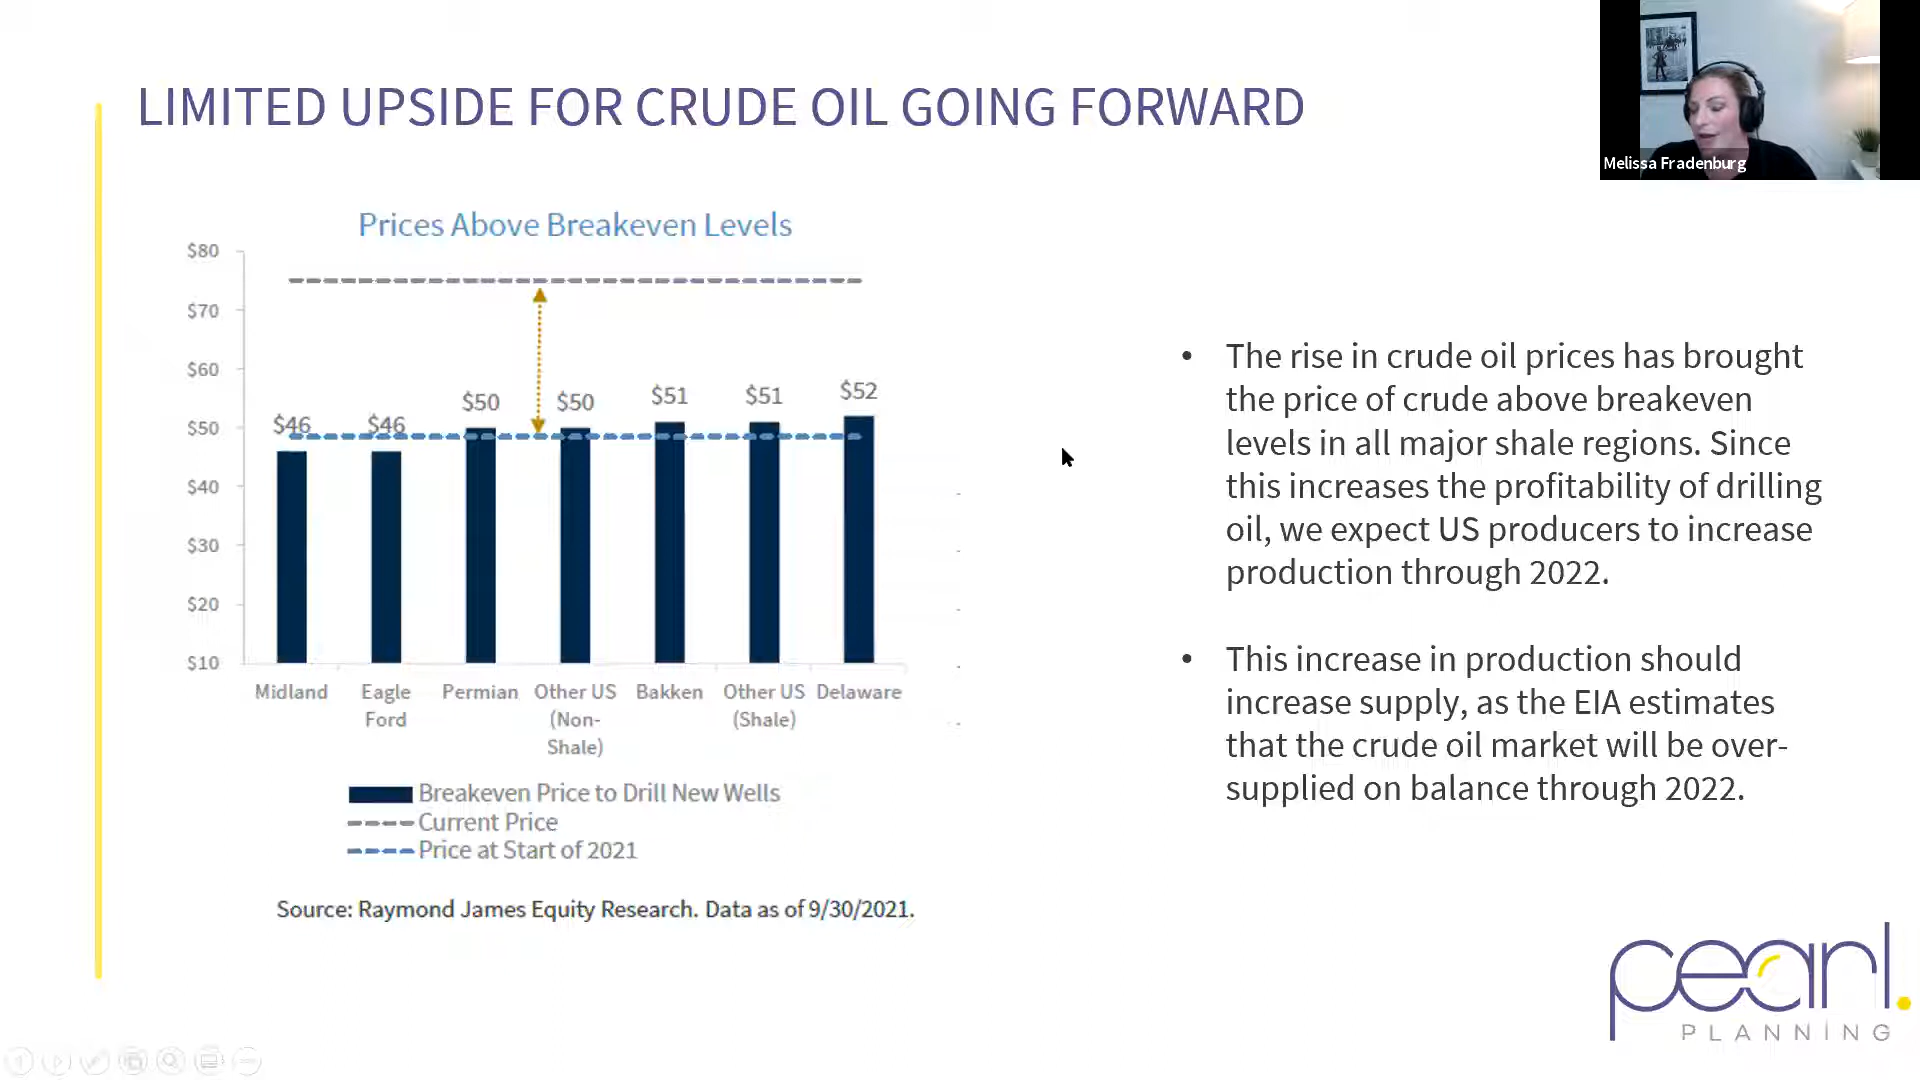 LIMITED UPSIDE FOR CRUDE OIL GOING FORWARD
Melissa Fradenburg
Prices Above Breakeven Levels
$80
$70
$60
$50
$40
$30
$20
$10
$46
$46
$50
$50
$51
$51
$52
Midland
Eagle
Ford
Permian
Other US
(Non-
Shale)
Bakken
Other US
(Shale)
Delaware
Breakeven Price to Drill New Wells
Current Price
Price at Start of 2021
Source: Raymond James Equity Research. Data as of 9/30/2021.
• The rise in crude oil prices has brought
the price of crude above breakeven
levels in all major shale regions. Since
this increases the profitability of drilling
oil, we expect US producers to increase
production through 2022.
• This increase in production should
increase supply, as the EIA estimates
that the crude oil market will be over-
supplied on balance through 2022.
pearl.
PLANNING